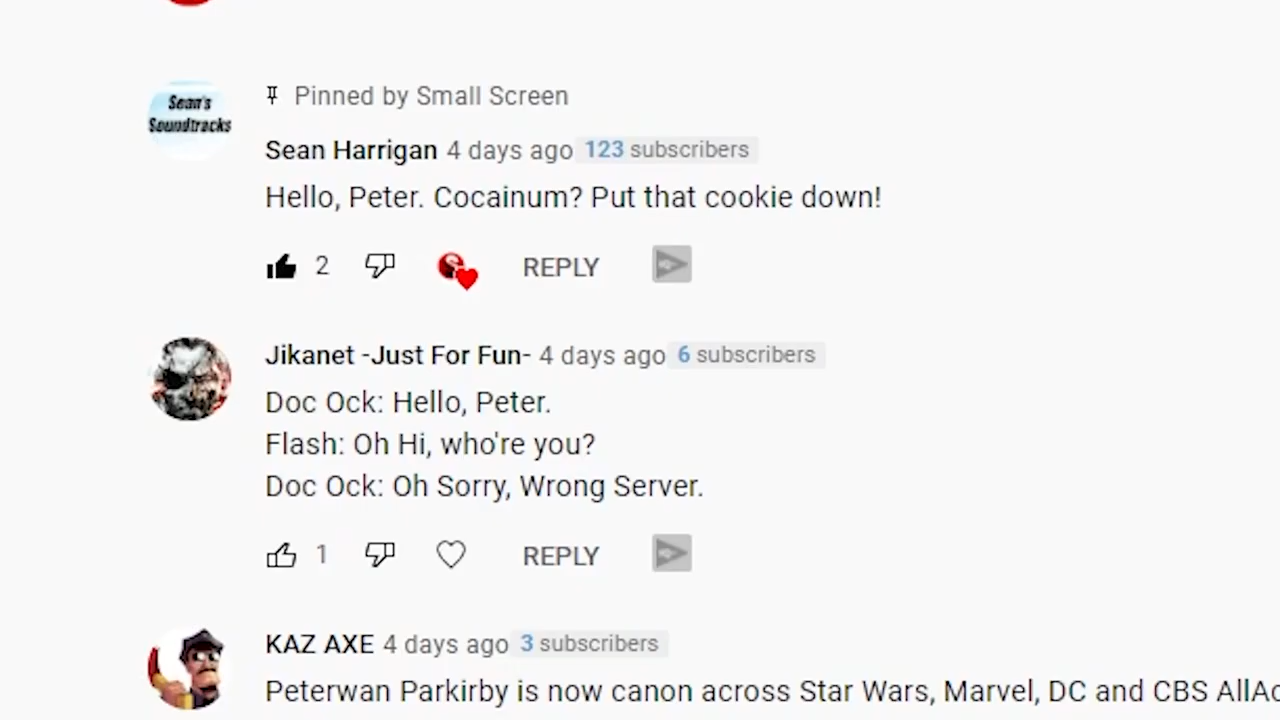 Sean's
Soundtracks
Pinned by Small Screen
Sean Harrigan 4 days ago 123 subscribers
Hello, Peter. Cocainum? Put that cookie down!
2 REPLY
Jikanet -Just For Fun- 4 days ago 6 subscribers
Doc Ock: Hello, Peter.
Flash: Oh Hi, who're you?
Doc Ock: Oh Sorry, Wrong Server.
1 REPLY
KAZ AXE 4 days ago 3 subscribers
Peterwan Parkirby is now canon across Star Wars, Marvel, DC and CBS